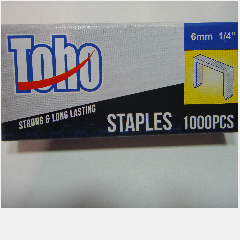 Toho
6mm 1/4"
STRONG & LONG LASTING
STAPLES 1000PCS